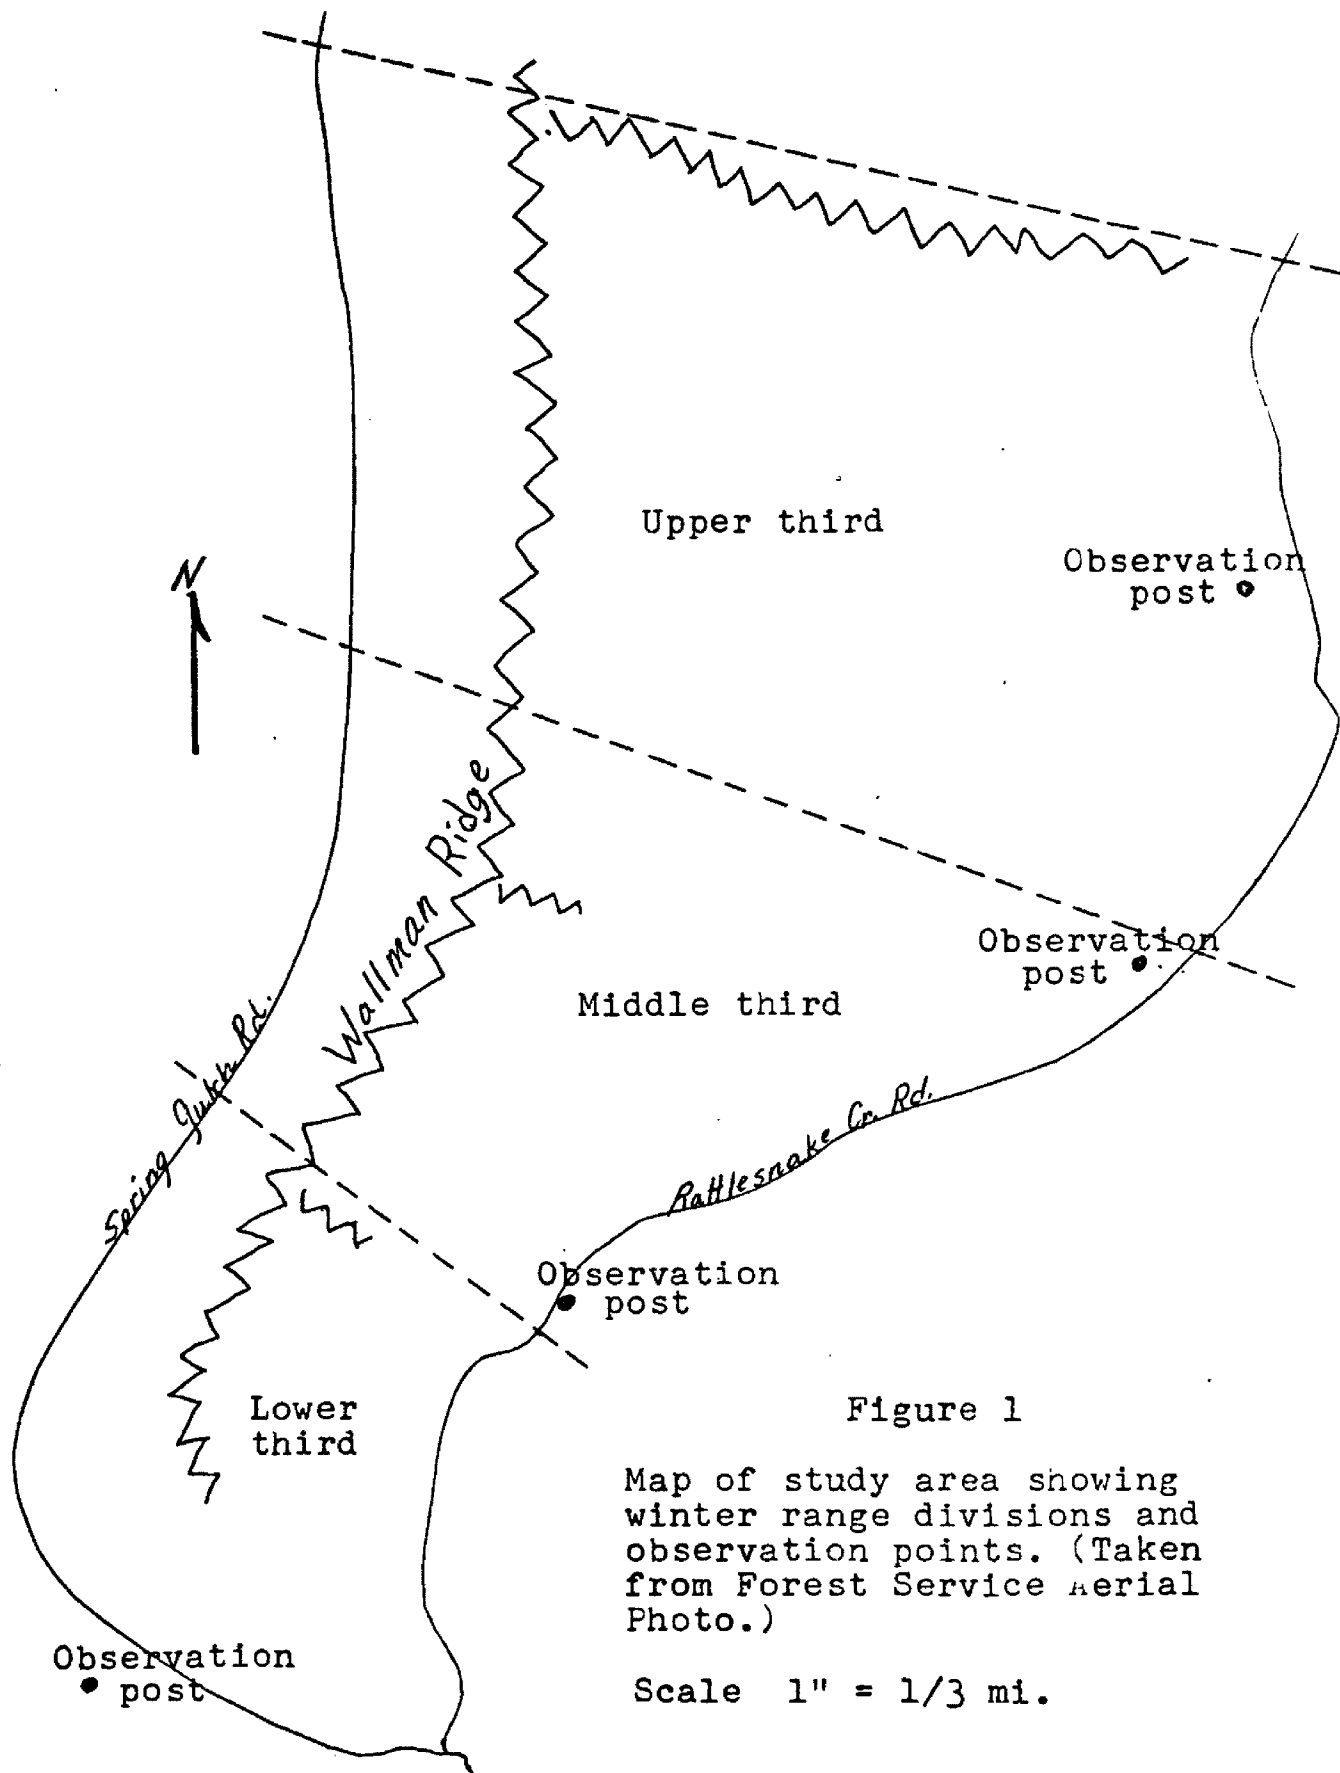 Upper third
Observation
post
N
Wallman Ridge
Observation
post
Middle third
Spring Gulch Rd.
Rattlesnake Cr. Rd.
Observation
post
Lower
third
Figure 1
Map of study area showing
winter range divisions and
observation points. (Taken
from Forest Service Aerial
Photo.)
Observation
post
Scale 1" = 1/3 mi.